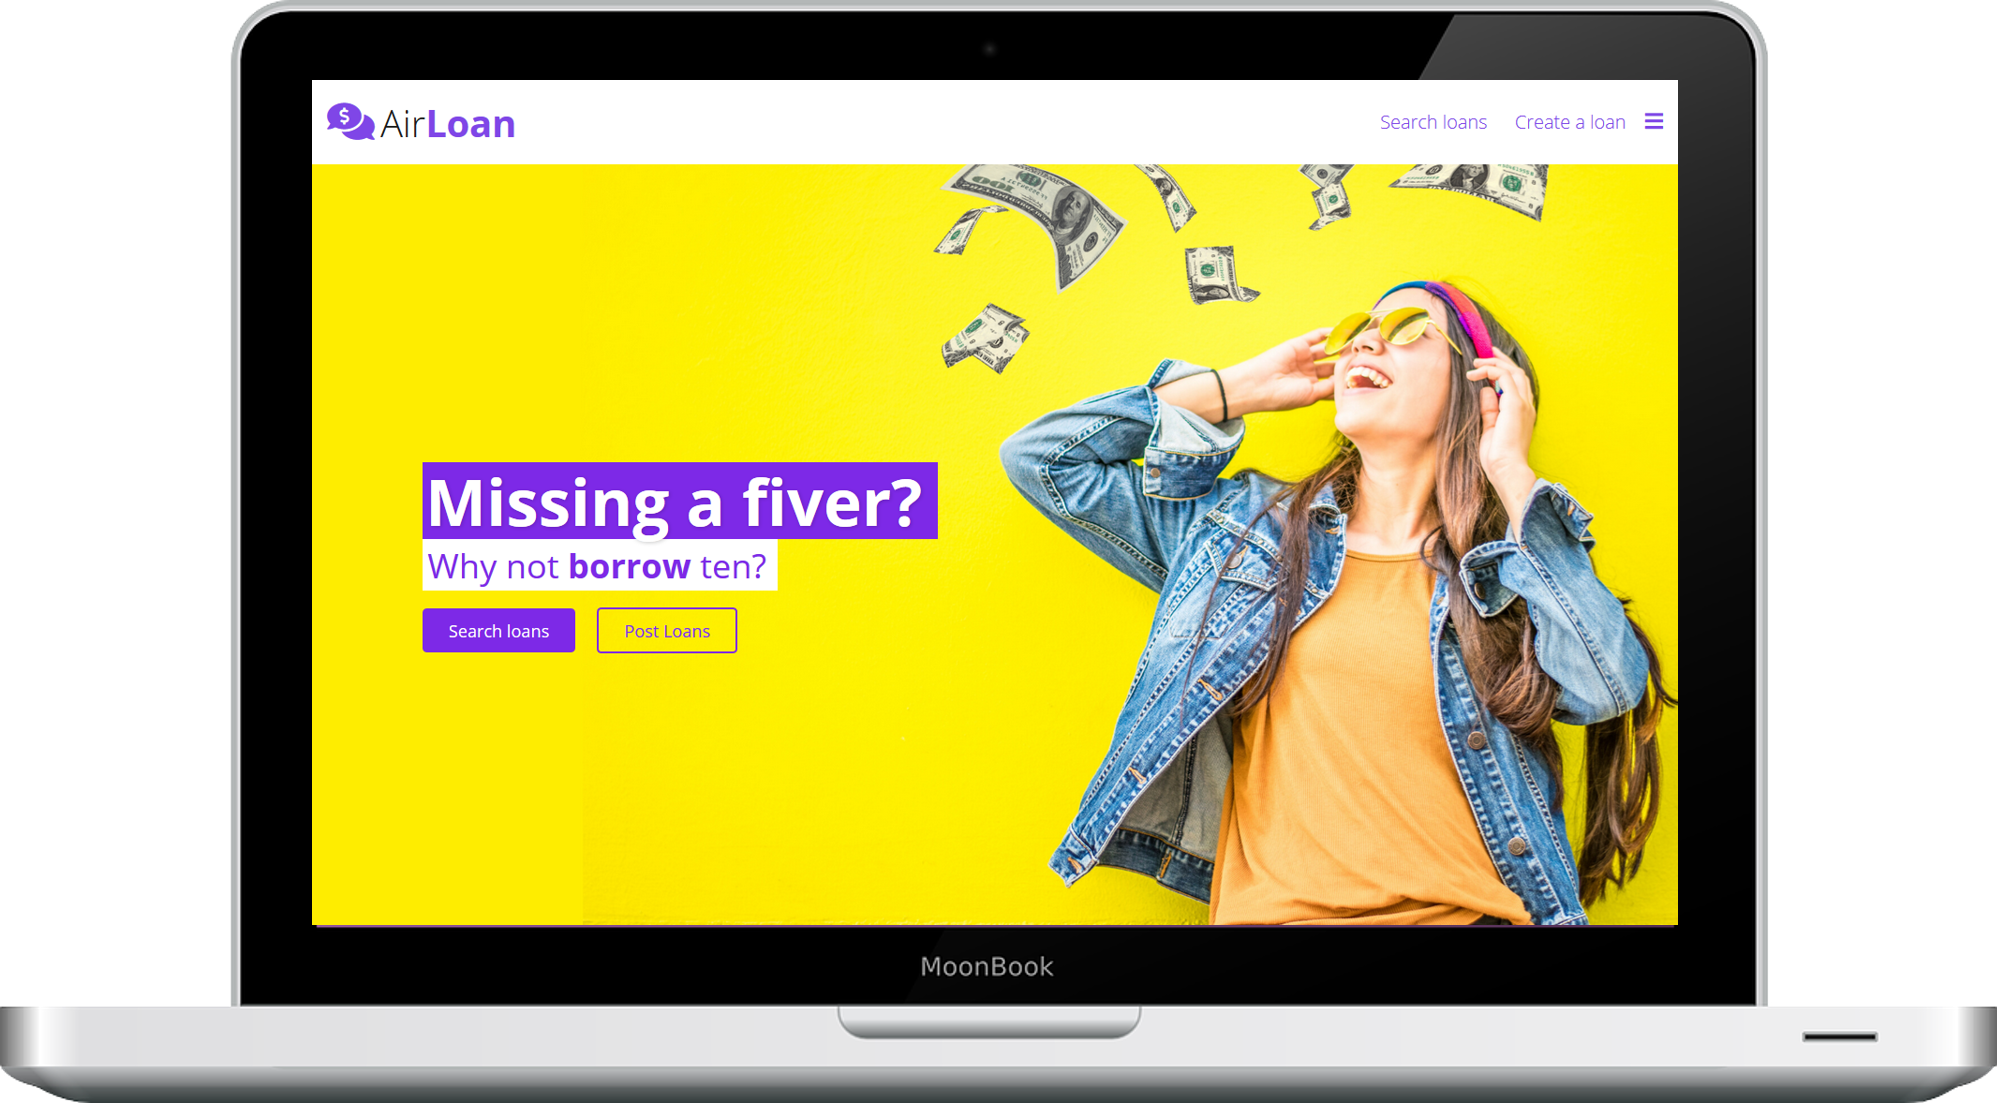 $
AirLoan
Search loans
Create a loan
Missing a fiver?
Why not borrow ten?
Search loans
Post Loans
MoonBook